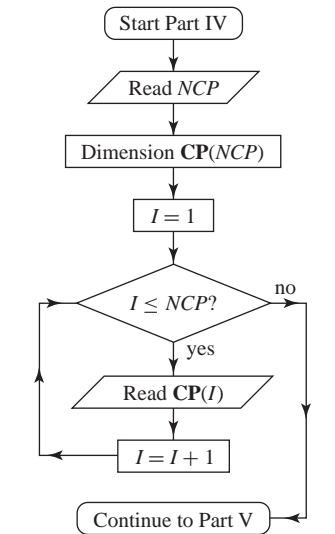 Start Part IV
Read NCP
Dimension CP(NCP)
I = 1
I ≤ NCP?
no
yes
Read CP(I)
I = I + 1
Continue to Part V